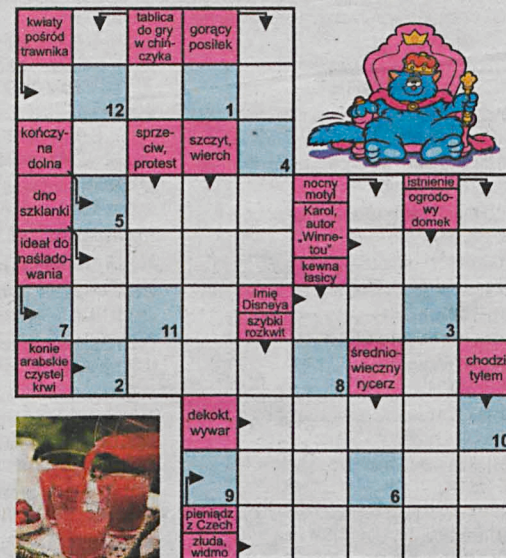 kwiaty
pośród
trawnika
tablica
do gry
w chiń-
czyka
gorący
posiłek
12
1
kończy-
na
dolna
sprze-
ciw,
protest
szczyt,
wierch
4
dno
szklanki
5
nocny
motyl
istnienie
Karol,
autor
„Winne-
tou”
ogrodo-
wy
domek
ideał do
naślado-
wania
kewna
łasicy
7
11
Imię
Disneya
3
szybki
rozkwit
konie
arabskie
czystej
krwi
2
8
średnio-
wieczny
rycerz
chodzi
tyłem
dekokt,
wywar
10
9
6
pieniądz
z Czech
złuda,
widmo